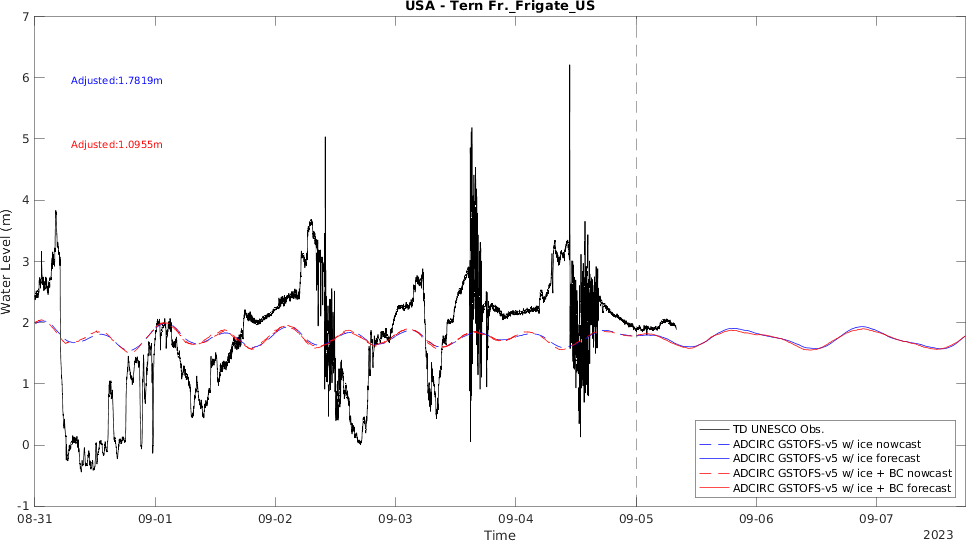 USA - Tern Fr._Frigate_US
7
6
5
4
3
2
1
0
-1
Water Level (m)
Adjusted:1.7819m
Adjusted:1.0955m
TD UNESCO Obs.
ADCIRC GSTOFS-v5 w/ ice nowcast
ADCIRC GSTOFS-v5 w/ ice forecast
ADCIRC GSTOFS-v5 w/ ice + BC nowcast
ADCIRC GSTOFS-v5 w/ ice + BC forecast
08-31 09-01 09-02 09-03 09-04 09-05 09-06 09-07
Time
2023